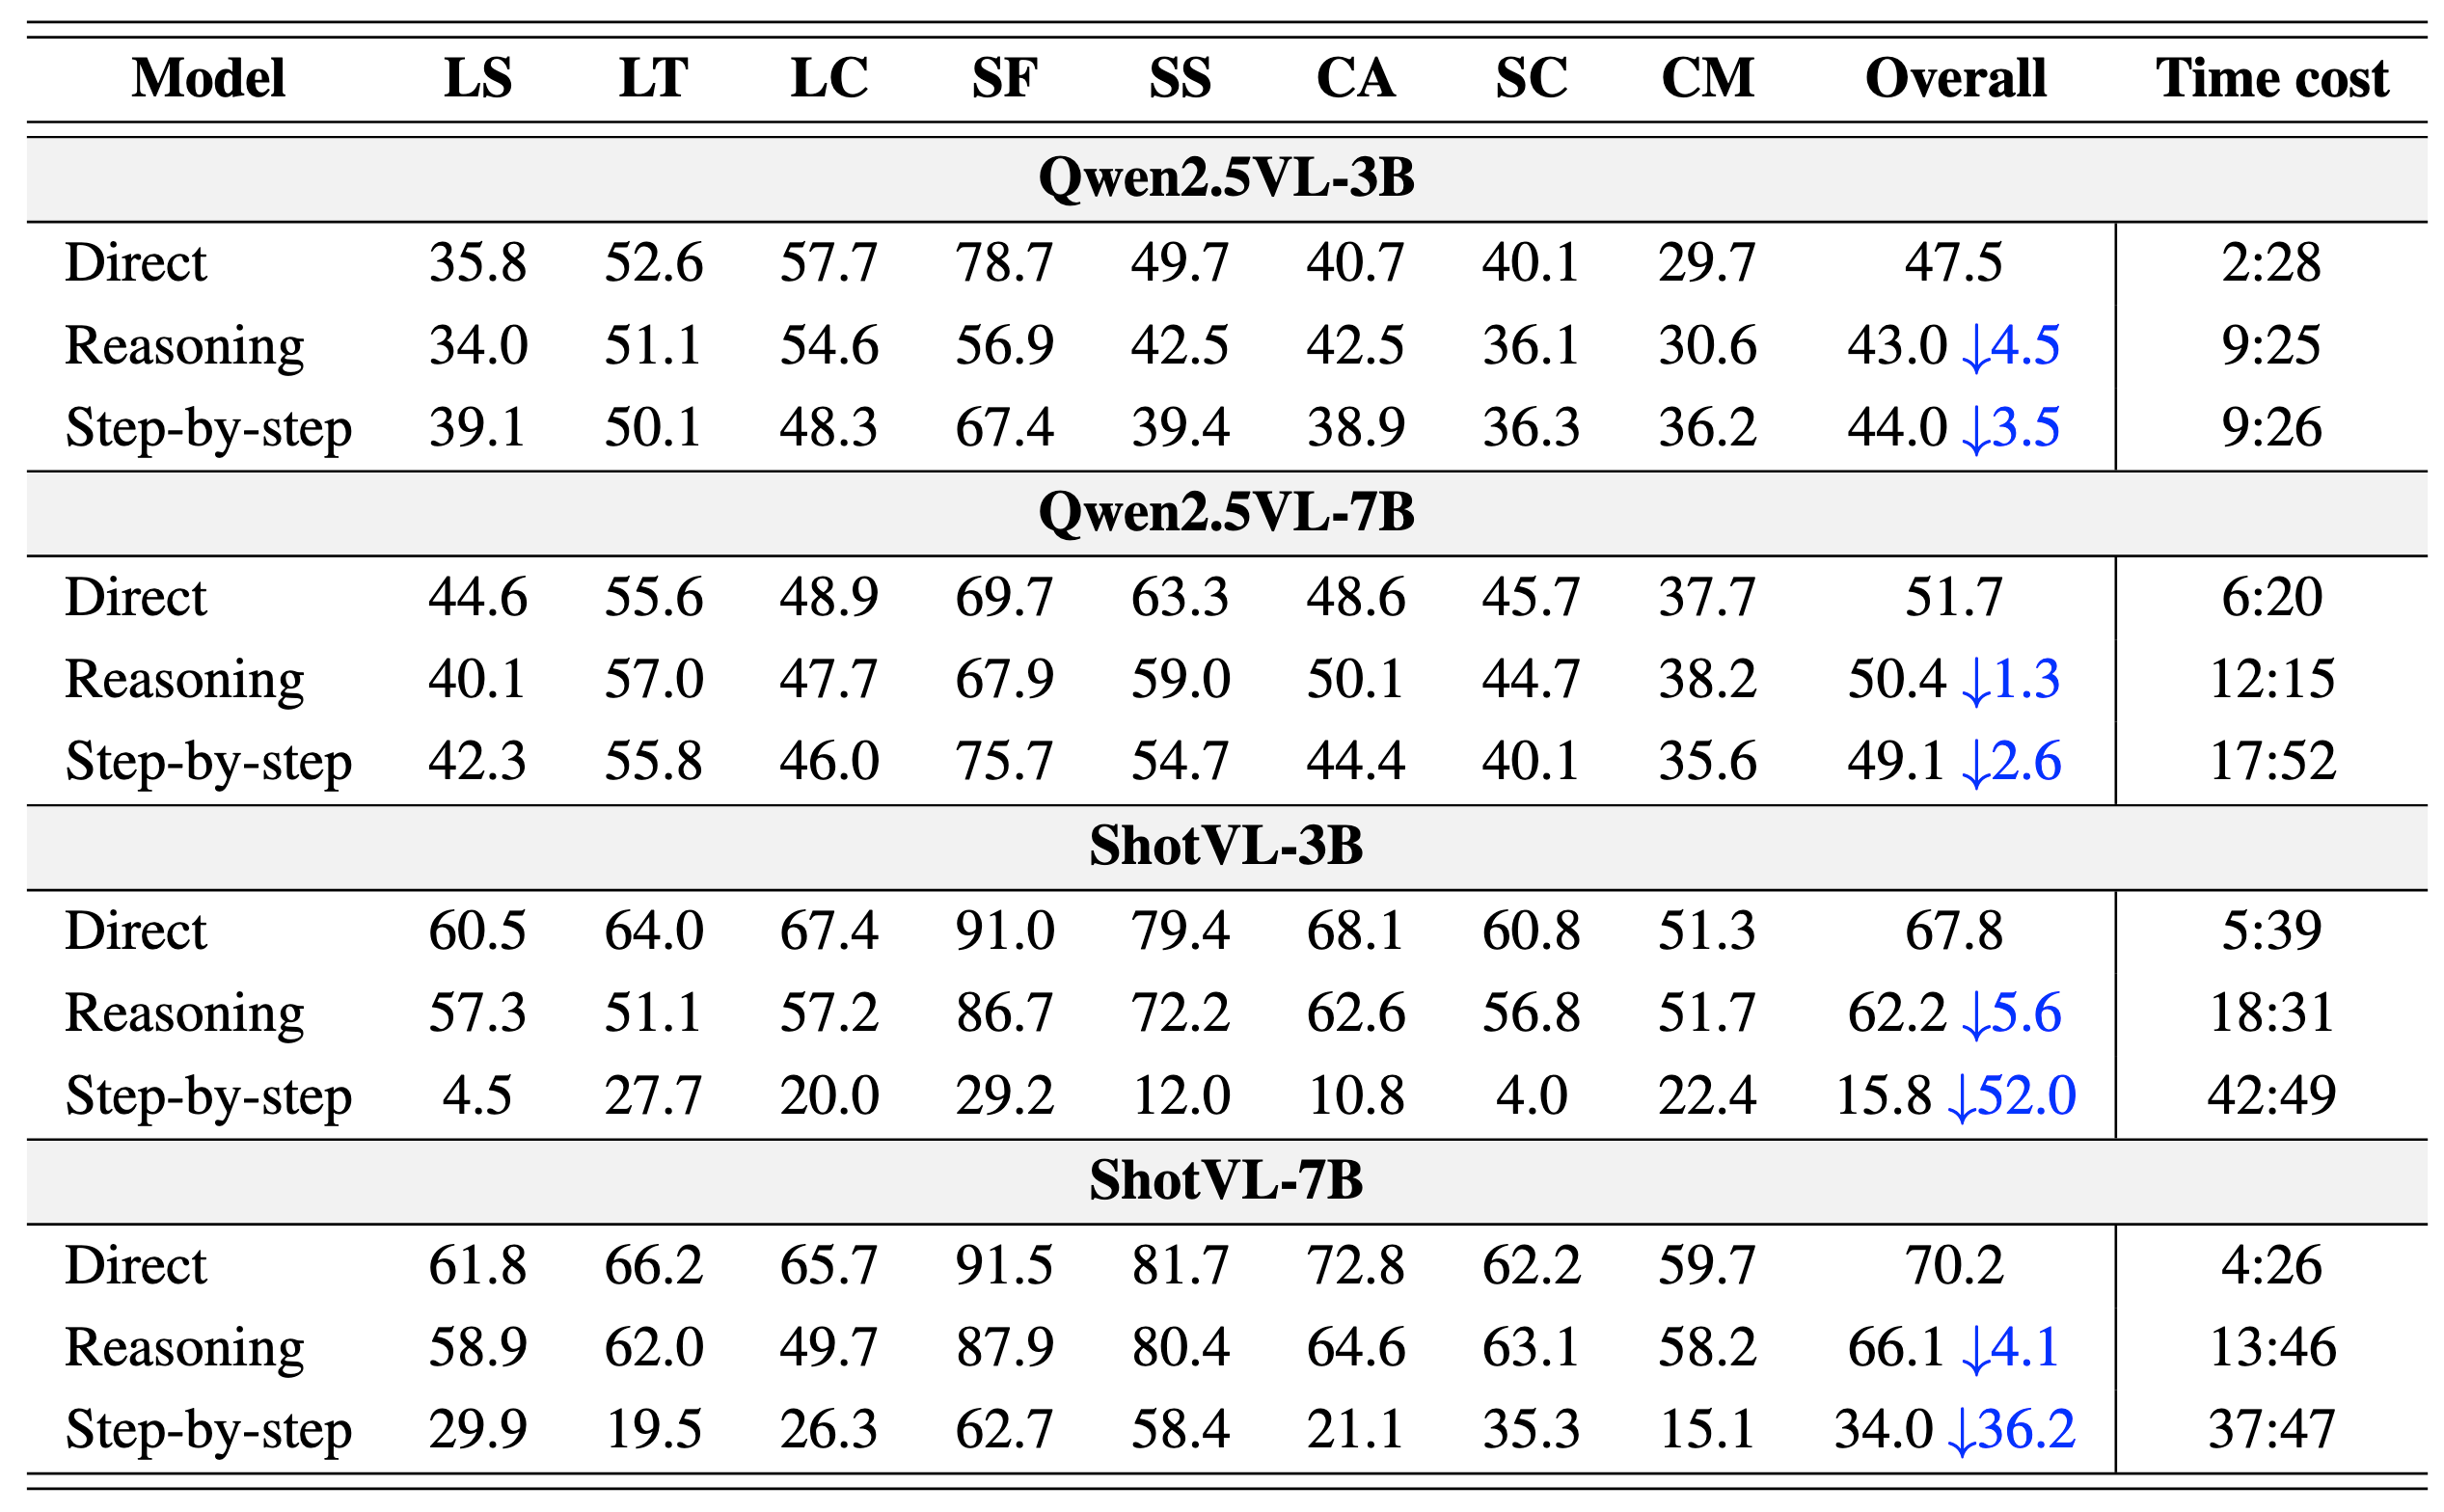 Model LS LT LC SF SS CA SC CM Overall Time cost
Qwen2.5VL-3B
Direct 35.8 52.6 57.7 78.7 49.7 40.7 40.1 29.7 47.5 2:28
Reasoning 34.0 51.1 54.6 56.9 42.5 42.5 36.1 30.6 43.0 ↓4.5 9:25
Step-by-step 39.1 50.1 48.3 67.4 39.4 38.9 36.3 36.2 44.0 ↓3.5 9:26
Qwen2.5VL-7B
Direct 44.6 55.6 48.9 69.7 63.3 48.6 45.7 37.7 51.7 6:20
Reasoning 40.1 57.0 47.7 67.9 59.0 50.1 44.7 38.2 50.4 ↓1.3 12:15
Step-by-step 42.3 55.8 46.0 75.7 54.7 44.4 40.1 35.6 49.1 ↓2.6 17:52
ShotVL-3B
Direct 60.5 64.0 67.4 91.0 79.4 68.1 60.8 51.3 67.8 5:39
Reasoning 57.3 51.1 57.2 86.7 72.2 62.6 56.8 51.7 62.2 ↓5.6 18:31
Step-by-step 4.5 27.7 20.0 29.2 12.0 10.8 4.0 22.4 15.8 ↓52.0 42:49
ShotVL-7B
Direct 61.8 66.2 65.7 91.5 81.7 72.8 62.2 59.7 70.2 4:26
Reasoning 58.9 62.0 49.7 87.9 80.4 64.6 63.1 58.2 66.1 ↓4.1 13:46
Step-by-step 29.9 19.5 26.3 62.7 58.4 21.1 35.3 15.1 34.0 ↓36.2 37:47